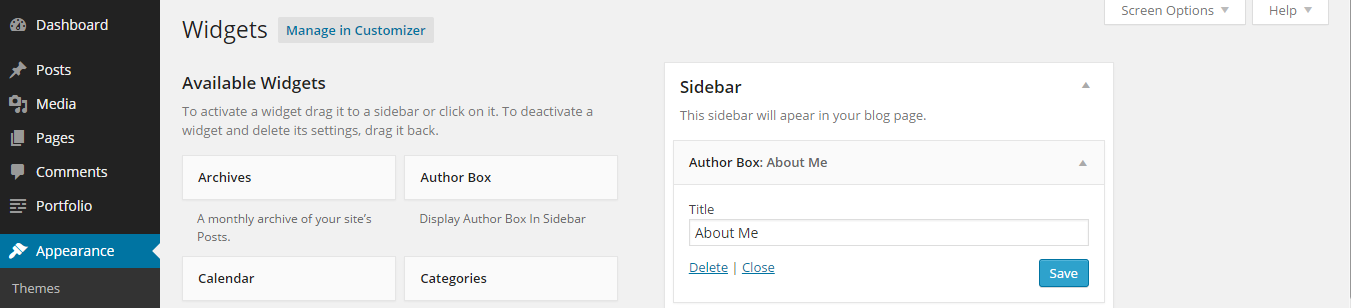 Dashboard
Posts
Media
Pages
Comments
Portfolio
Appearance
Themes
Widgets
Manage in Customizer
Screen Options
Help
Available Widgets
To activate a widget drag it to a sidebar or click on it. To deactivate a
widget and delete its settings, drag it back.
Archives
A monthly archive of your site's
Posts.
Author Box
Display Author Box In Sidebar
Calendar
Categories
Sidebar
This sidebar will apear in your blog page.
Author Box: About Me
Title
About Me
Delete | Close
Save